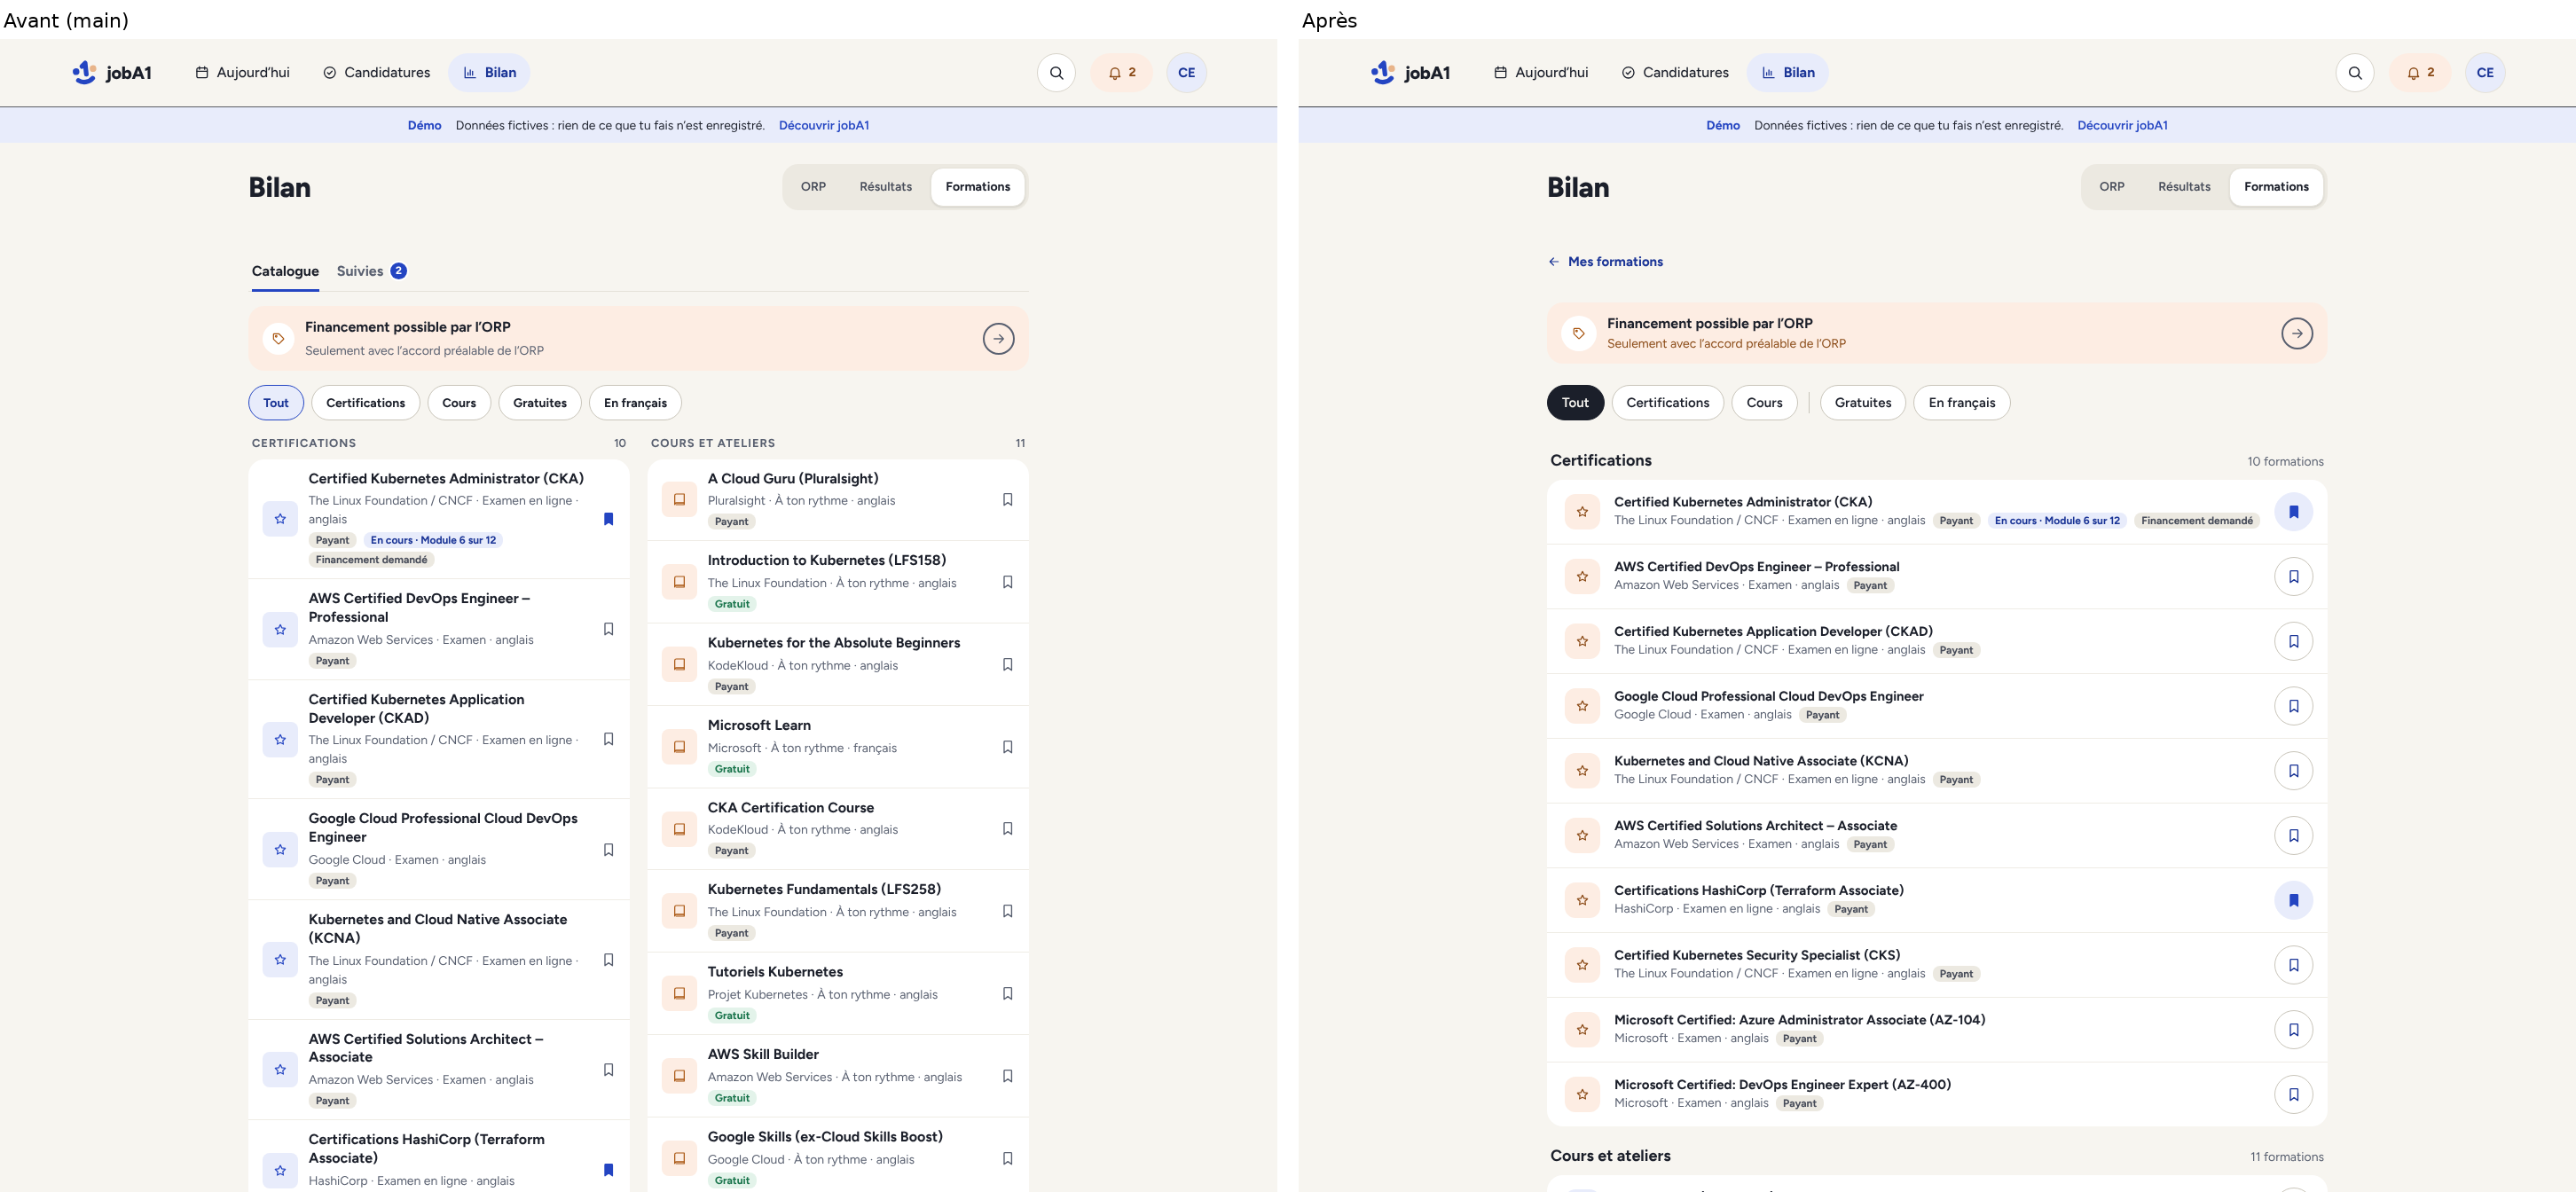 Avant (main)
jobA1
Aujourd'hui
Candidatures
Bilan
2
CE
Démo Données fictives : rien de ce que tu fais n'est enregistré. Découvrir jobA1
Bilan
ORP
Résultats
Formations
Catalogue
Suivies 2
Financement possible par l'ORP
Seulement avec l'accord préalable de l'ORP
Tout
Certifications
Cours
Gratuites
En français
CERTIFICATIONS 10
Certified Kubernetes Administrator (CKA)
The Linux Foundation / CNCF · Examen en ligne ·
anglais
Payant En cours · Module 6 sur 12
Financement demandé
AWS Certified DevOps Engineer –
Professional
Amazon Web Services · Examen · anglais
Payant
Certified Kubernetes Application
Developer (CKAD)
The Linux Foundation / CNCF · Examen en ligne ·
anglais
Payant
Google Cloud Professional Cloud DevOps
Engineer
Google Cloud · Examen · anglais
Payant
Kubernetes and Cloud Native Associate
(KCNA)
The Linux Foundation / CNCF · Examen en ligne ·
anglais
Payant
AWS Certified Solutions Architect –
Associate
Amazon Web Services · Examen · anglais
Payant
Certifications HashiCorp (Terraform
Associate)
HashiCorp · Examen en ligne · anglais
COURS ET ATELIERS 11
A Cloud Guru (Pluralsight)
Pluralsight · À ton rythme · anglais
Payant
Introduction to Kubernetes (LFS158)
The Linux Foundation · À ton rythme · anglais
Gratuit
Kubernetes for the Absolute Beginners
KodeKloud · À ton rythme · anglais
Payant
Microsoft Learn
Microsoft · À ton rythme · français
Gratuit
CKA Certification Course
KodeKloud · À ton rythme · anglais
Payant
Kubernetes Fundamentals (LFS258)
The Linux Foundation · À ton rythme · anglais
Payant
Tutoriels Kubernetes
Projet Kubernetes · À ton rythme · anglais
Gratuit
AWS Skill Builder
Amazon Web Services · À ton rythme · anglais
Gratuit
Google Skills (ex-Cloud Skills Boost)
Google Cloud · À ton rythme · anglais
Gratuit
Après
jobA1
Aujourd'hui
Candidatures
Bilan
2
CE
Démo Données fictives : rien de ce que tu fais n'est enregistré. Découvrir jobA1
Bilan
ORP
Résultats
Formations
← Mes formations
Financement possible par l'ORP
Seulement avec l'accord préalable de l'ORP
Tout
Certifications
Cours
Gratuites
En français
Certifications 10 formations
Certified Kubernetes Administrator (CKA)
The Linux Foundation / CNCF · Examen en ligne · anglais Payant En cours · Module 6 sur 12 Financement demandé
AWS Certified DevOps Engineer – Professional
Amazon Web Services · Examen · anglais Payant
Certified Kubernetes Application Developer (CKAD)
The Linux Foundation / CNCF · Examen en ligne · anglais Payant
Google Cloud Professional Cloud DevOps Engineer
Google Cloud · Examen · anglais Payant
Kubernetes and Cloud Native Associate (KCNA)
The Linux Foundation / CNCF · Examen en ligne · anglais Payant
AWS Certified Solutions Architect – Associate
Amazon Web Services · Examen · anglais Payant
Certifications HashiCorp (Terraform Associate)
HashiCorp · Examen en ligne · anglais Payant
Certified Kubernetes Security Specialist (CKS)
The Linux Foundation / CNCF · Examen en ligne · anglais Payant
Microsoft Certified: Azure Administrator Associate (AZ-104)
Microsoft · Examen · anglais Payant
Microsoft Certified: DevOps Engineer Expert (AZ-400)
Microsoft · Examen · anglais Payant
Cours et ateliers 11 formations